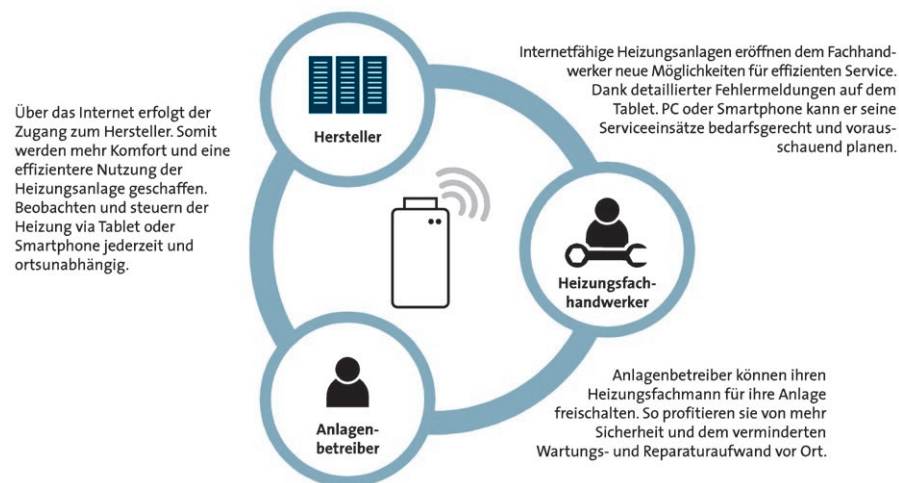 Hersteller
Internetfähige Heizungsanlagen eröffnen dem Fachhand-
werker neue Möglichkeiten für effizienten Service.
Dank detaillierter Fehlermeldungen auf dem
Tablet. PC oder Smartphone kann er seine
Serviceeinsätze bedarfsgerecht und voraus-
schauend planen.
Über das Internet erfolgt der
Zugang zum Hersteller. Somit
werden mehr Komfort und eine
effizientere Nutzung der
Heizungsanlage geschaffen.
Beobachten und steuern der
Heizung via Tablet oder
Smartphone jederzeit und
ortsunabhängig.
Heizungsfach-
handwerker
Anlagen-
betreiber
Anlagenbetreiber können ihren
Heizungsfachmann für ihre Anlage
freischalten. So profitieren sie von mehr
Sicherheit und dem verminderten
Wartungs- und Reparaturaufwand vor Ort.